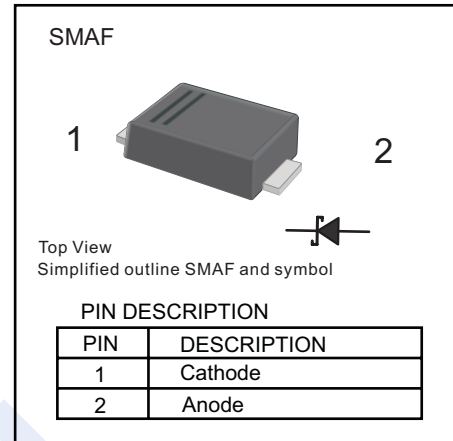 SMAF
1 2
Top View
Simplified outline SMAF and symbol
PIN DESCRIPTION
PIN DESCRIPTION
1 Cathode
2 Anode